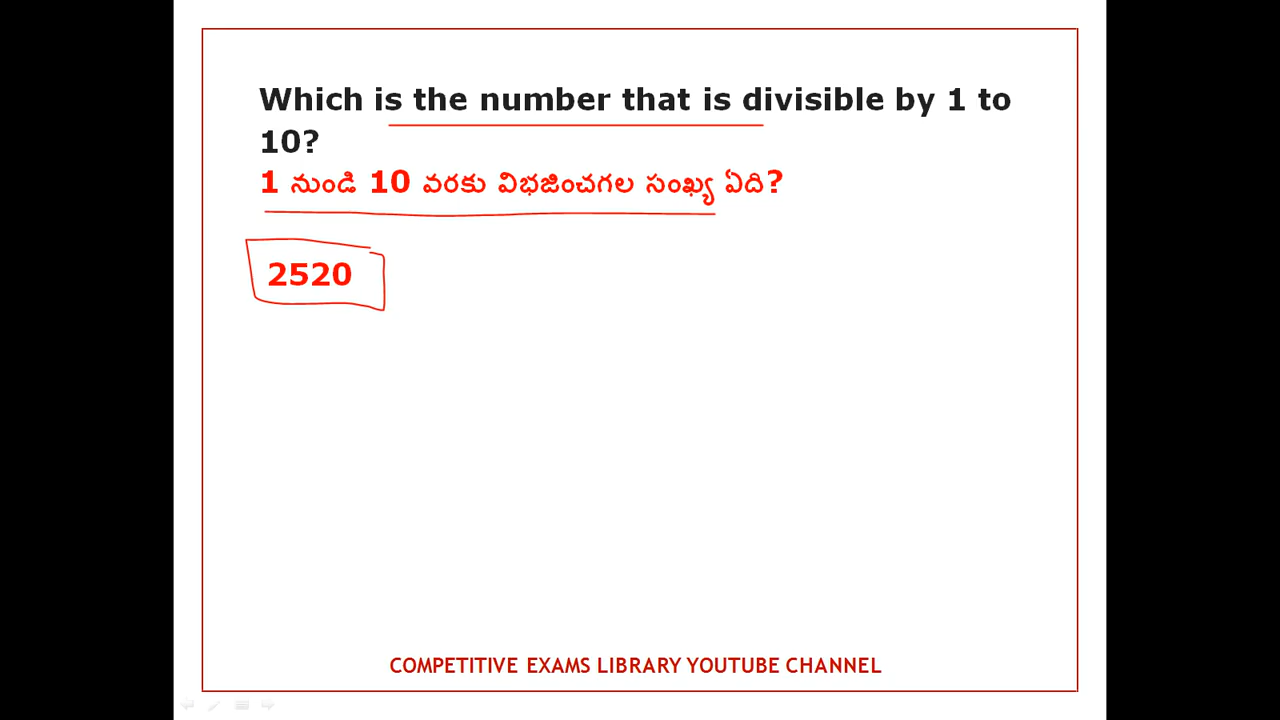 Which is the number that is divisible by 1 to
10?
1 నుండి 10 వరకు విభజించగల సంఖ్య ఏది?
2520
COMPETITIVE EXAMS LIBRARY YOUTUBE CHANNEL